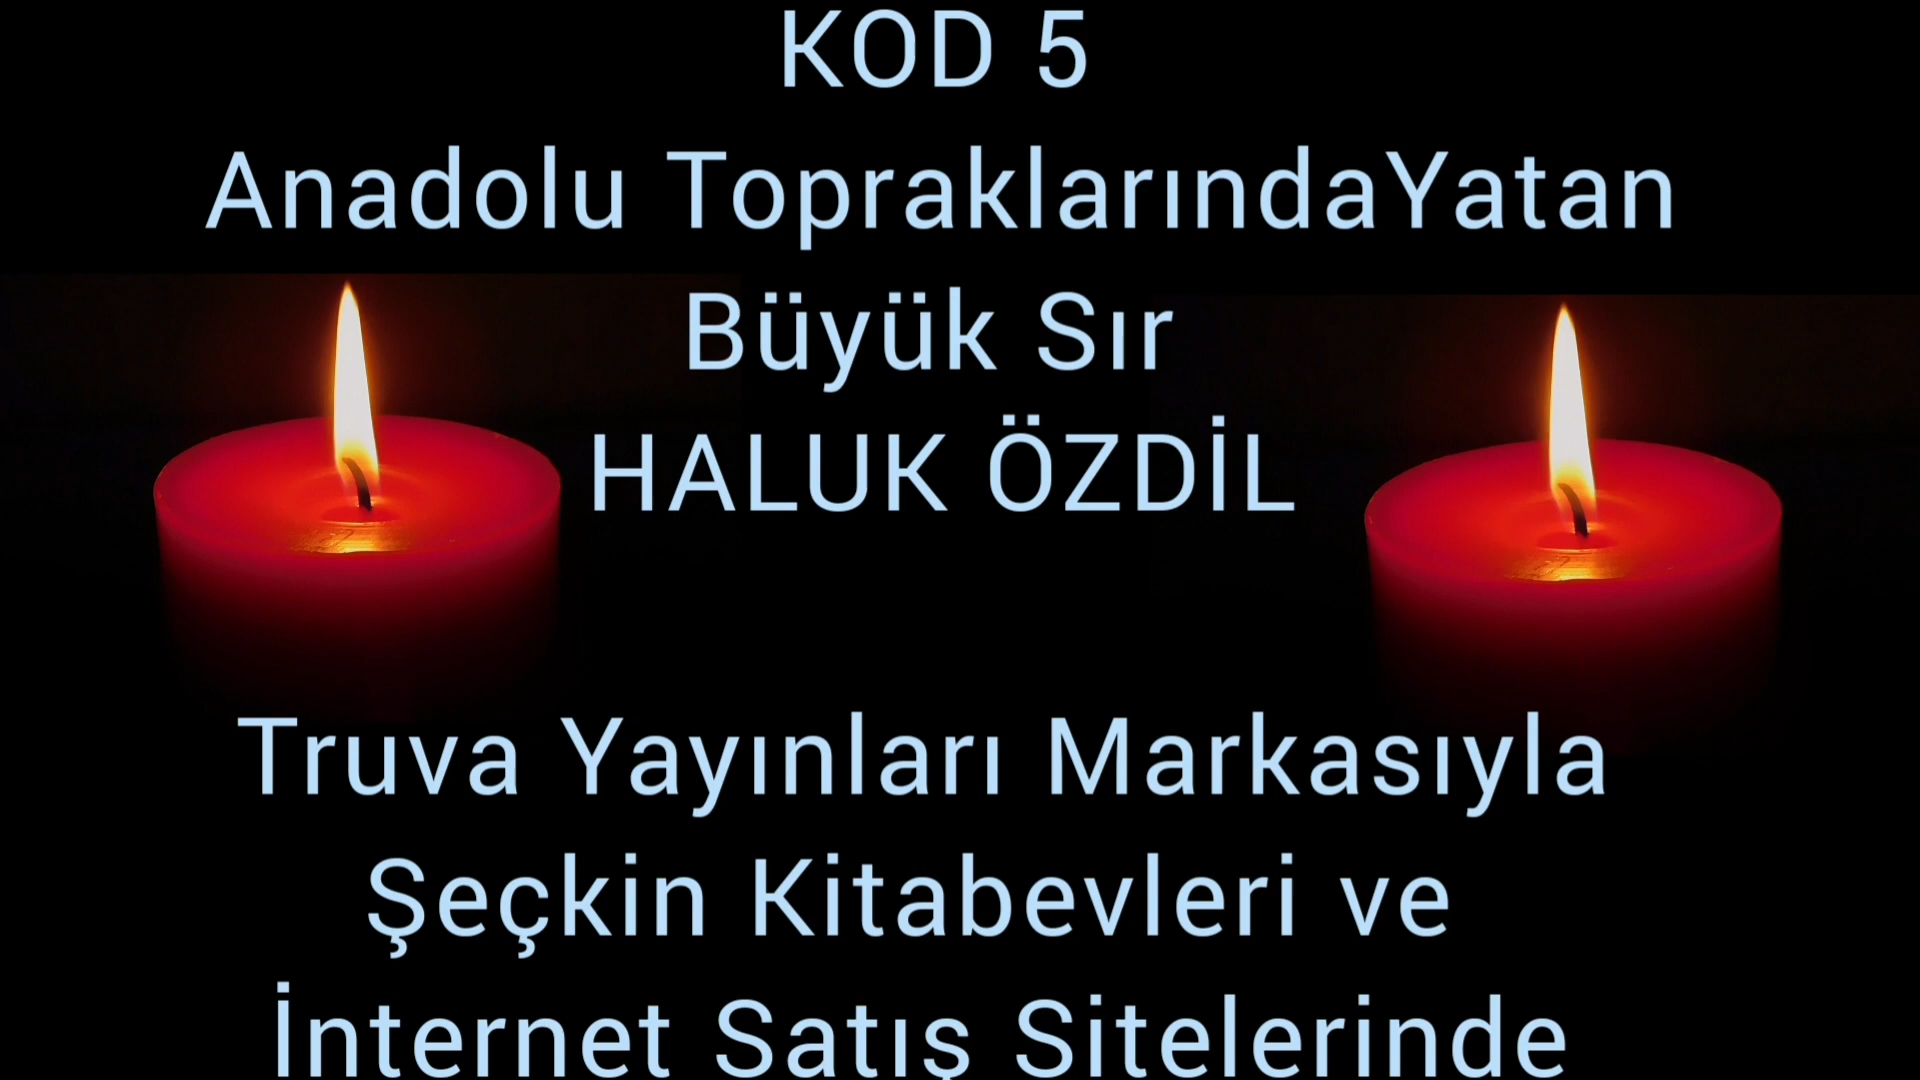 KOD 5
Anadolu TopraklarındaYatan
Büyük Sır
HALUK ÖZDİL
Truva Yayınları Markasıyla
Şeçkin Kitabevleri ve
İnternet Satış Sitelerinde